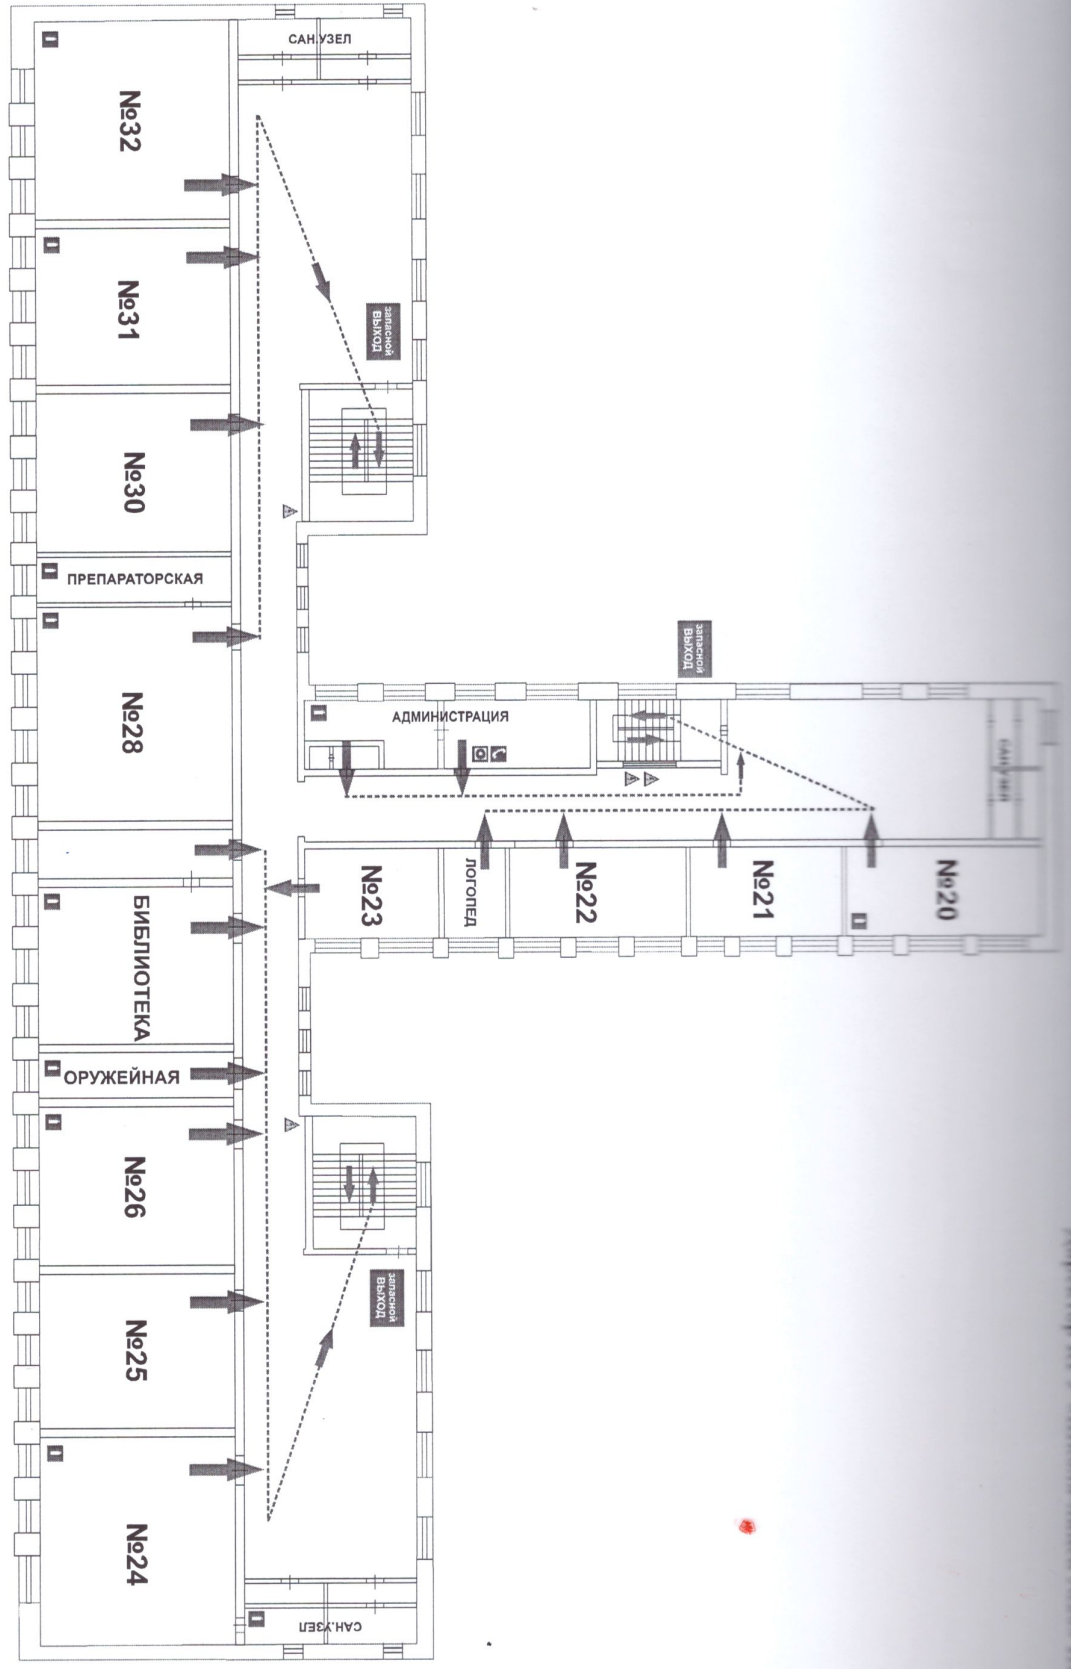 САН.УЗЕЛ
№32
№31
запасной
ВЫХОД
№30
ПРЕПАРАТОРСКАЯ
№28
запасной
ВЫХОД
АДМИНИСТРАЦИЯ
САН.УЗЕЛ
№23
ЛОГОПЕД
№22
№21
№20
БИБЛИОТЕКА
ОРУЖЕЙНАЯ
№26
запасной
ВЫХОД
№25
№24
САН.УЗЕЛ